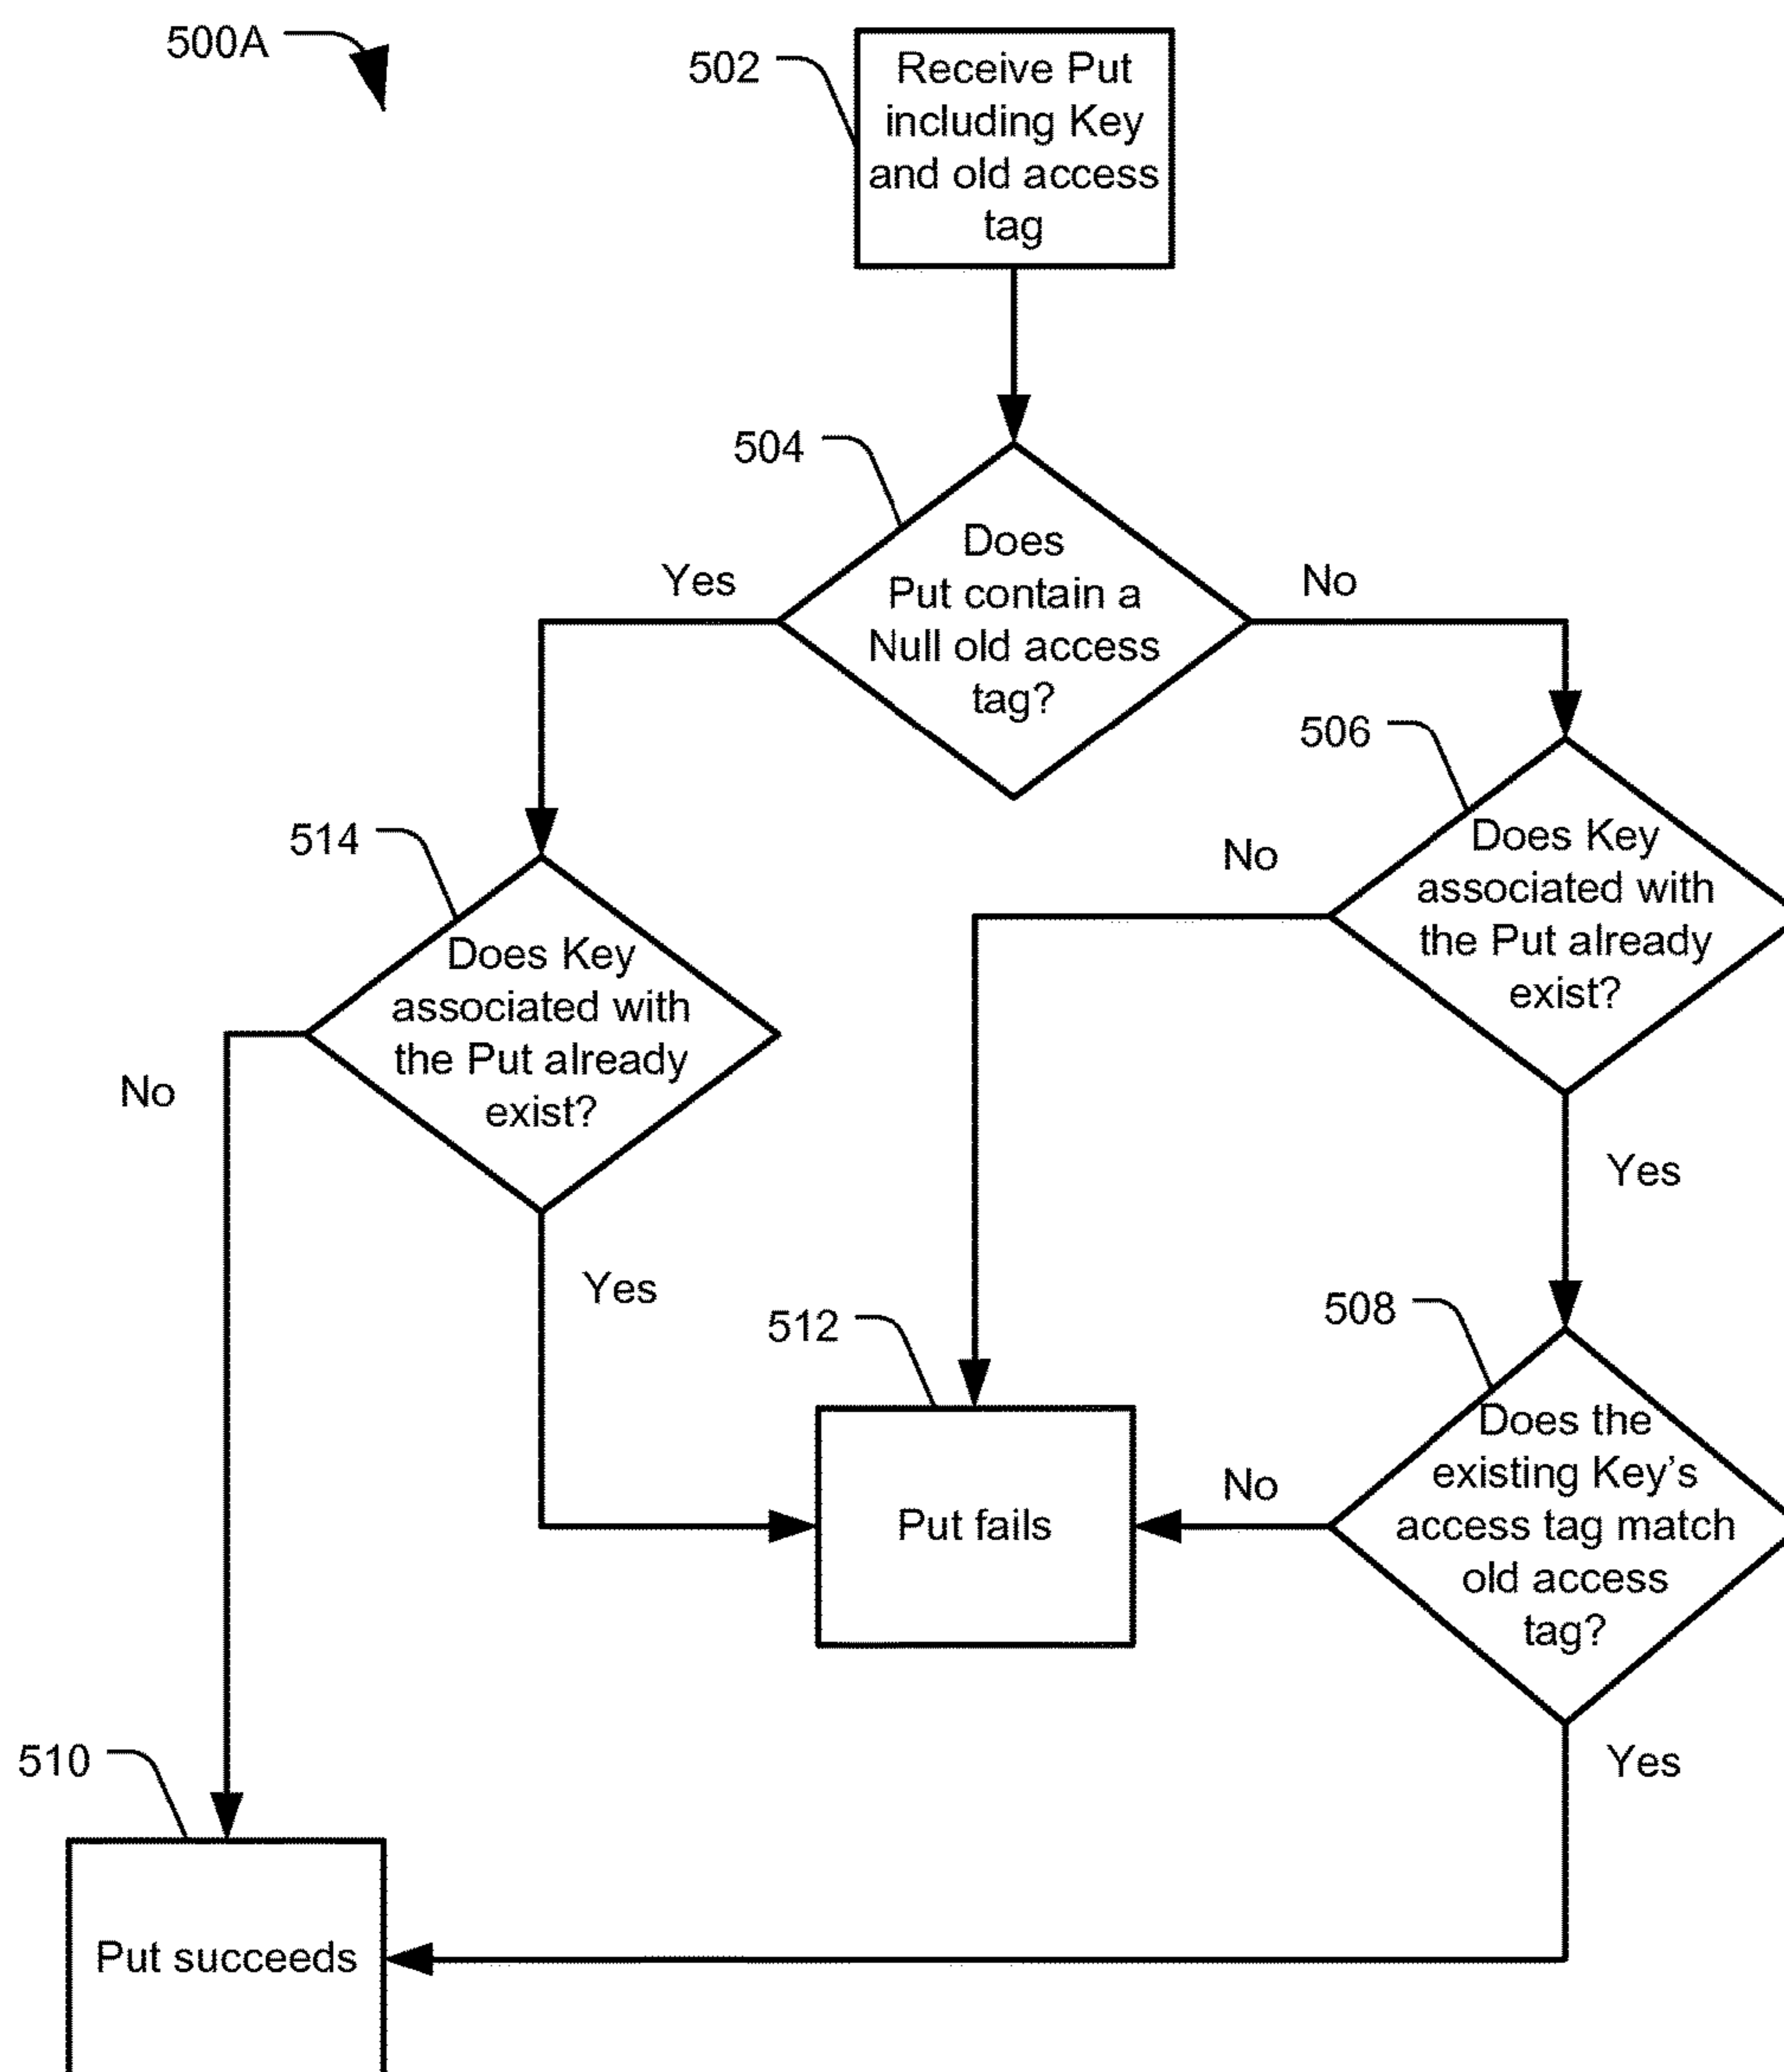 500A
502
Receive Put
including Key
and old access
tag
504
Does
Put contain a
Null old access
tag?
Yes
No
506
Does Key
associated with
the Put already
exist?
No
Yes
514
Does Key
associated with
the Put already
exist?
No
Yes
512
Put fails
508
Does the
existing Key's
access tag match
old access
tag?
No
Yes
510
Put succeeds